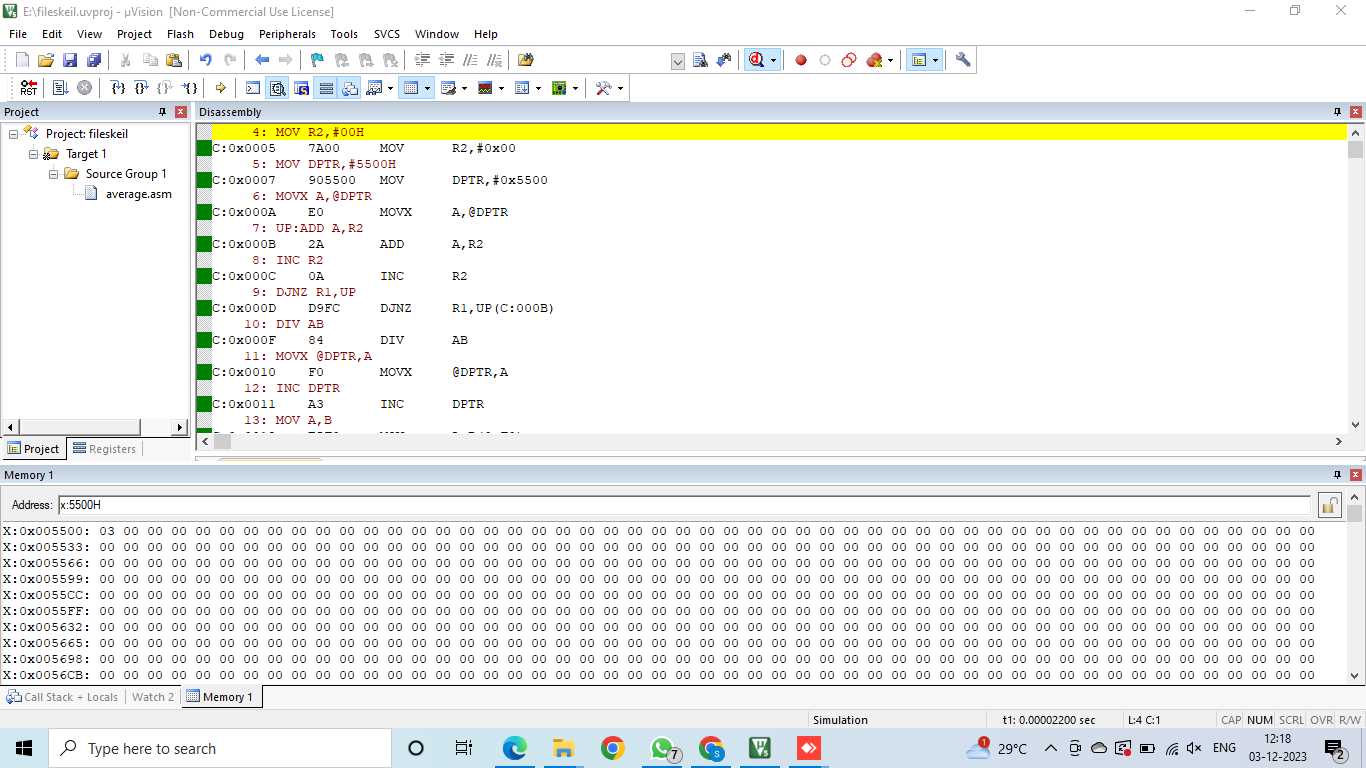 E:\fileskeil.uvproj - µVision [Non-Commercial Use License]
File Edit View Project Flash Debug Peripherals Tools SVCS Window Help
RST
Project
Project: fileskeil
Target 1
Source Group 1
average.asm
Project Registers
Disassembly
4: MOV R2,#00H
C:0x0005 7A00 MOV R2,#0x00
5: MOV DPTR,#5500H
C:0x0007 905500 MOV DPTR,#0x5500
6: MOVX A,@DPTR
C:0x000A E0 MOVX A,@DPTR
7: UP:ADD A,R2
C:0x000B 2A ADD A,R2
8: INC R2
C:0x000C 0A INC R2
9: DJNZ R1,UP
C:0x000D D9FC DJNZ R1,UP(C:000B)
10: DIV AB
C:0x000F 84 DIV AB
11: MOVX @DPTR,A
C:0x0010 F0 MOVX @DPTR,A
12: INC DPTR
C:0x0011 A3 INC DPTR
13: MOV A,B
Memory 1
Address: x:5500H
X:0x005500: 03 00 00 00 00 00 00 00 00 00 00 00 00 00 00 00 00 00 00 00 00 00 00 00 00 00 00 00 00 00 00 00 00 00 00 00 00 00 00 00 00 00 00 00 00 00 00 00 00 00 00
X:0x005533: 00 00 00 00 00 00 00 00 00 00 00 00 00 00 00 00 00 00 00 00 00 00 00 00 00 00 00 00 00 00 00 00 00 00 00 00 00 00 00 00 00 00 00 00 00 00 00 00 00 00 00
X:0x005566: 00 00 00 00 00 00 00 00 00 00 00 00 00 00 00 00 00 00 00 00 00 00 00 00 00 00 00 00 00 00 00 00 00 00 00 00 00 00 00 00 00 00 00 00 00 00 00 00 00 00 00
X:0x005599: 00 00 00 00 00 00 00 00 00 00 00 00 00 00 00 00 00 00 00 00 00 00 00 00 00 00 00 00 00 00 00 00 00 00 00 00 00 00 00 00 00 00 00 00 00 00 00 00 00 00 00
X:0x0055CC: 00 00 00 00 00 00 00 00 00 00 00 00 00 00 00 00 00 00 00 00 00 00 00 00 00 00 00 00 00 00 00 00 00 00 00 00 00 00 00 00 00 00 00 00 00 00 00 00 00 00 00
X:0x0055FF: 00 00 00 00 00 00 00 00 00 00 00 00 00 00 00 00 00 00 00 00 00 00 00 00 00 00 00 00 00 00 00 00 00 00 00 00 00 00 00 00 00 00 00 00 00 00 00 00 00 00 00
X:0x005632: 00 00 00 00 00 00 00 00 00 00 00 00 00 00 00 00 00 00 00 00 00 00 00 00 00 00 00 00 00 00 00 00 00 00 00 00 00 00 00 00 00 00 00 00 00 00 00 00 00 00 00
X:0x005665: 00 00 00 00 00 00 00 00 00 00 00 00 00 00 00 00 00 00 00 00 00 00 00 00 00 00 00 00 00 00 00 00 00 00 00 00 00 00 00 00 00 00 00 00 00 00 00 00 00 00 00
X:0x005698: 00 00 00 00 00 00 00 00 00 00 00 00 00 00 00 00 00 00 00 00 00 00 00 00 00 00 00 00 00 00 00 00 00 00 00 00 00 00 00 00 00 00 00 00 00 00 00 00 00 00 00
X:0x0056CB: 00 00 00 00 00 00 00 00 00 00 00 00 00 00 00 00 00 00 00 00 00 00 00 00 00 00 00 00 00 00 00 00 00 00 00 00 00 00 00 00 00 00 00 00 00 00 00 00 00 00 00
Call Stack + Locals Watch 2 Memory 1
Simulation t1: 0.00002200 sec L:4 C:1 CAP NUM SCRL OVR R/W
Type here to search 7 S 1 29°C ENG 12:18
03-12-2023 2